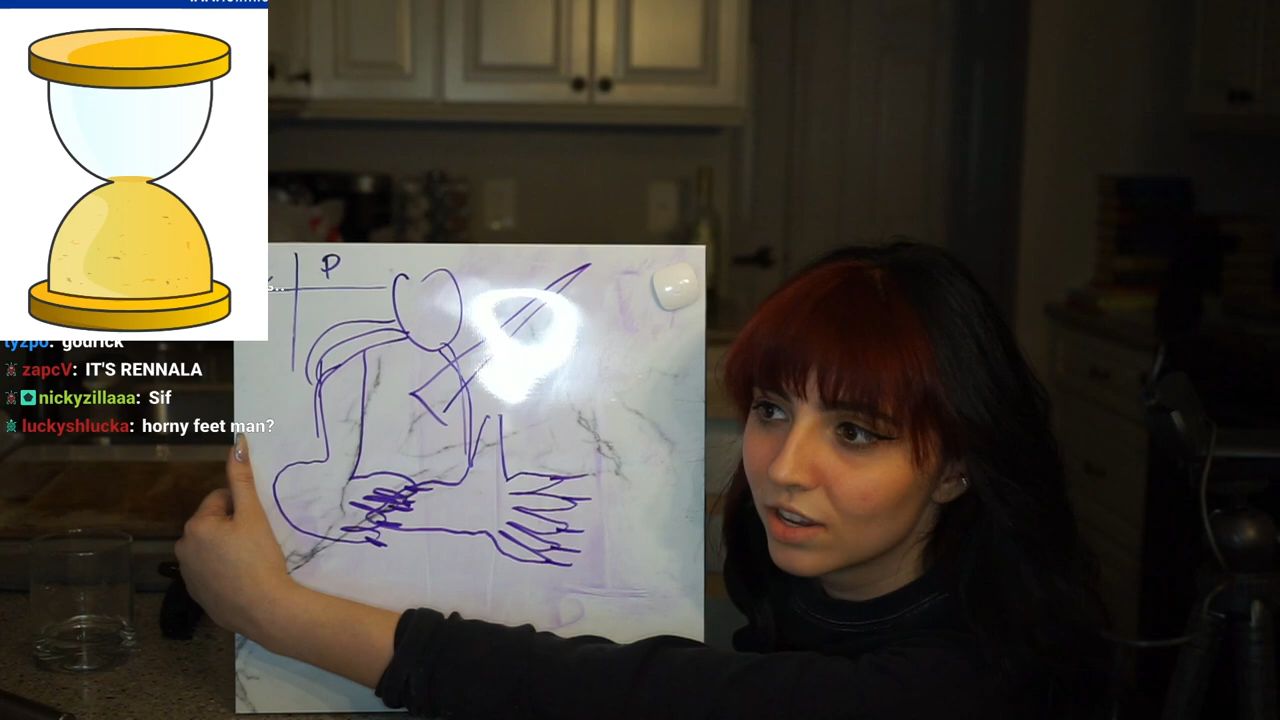 P
tyzpo: godrick
zapcV: IT'S RENNALA
nickyzillaaa: Sif
luckyshlucka: horny feet man?